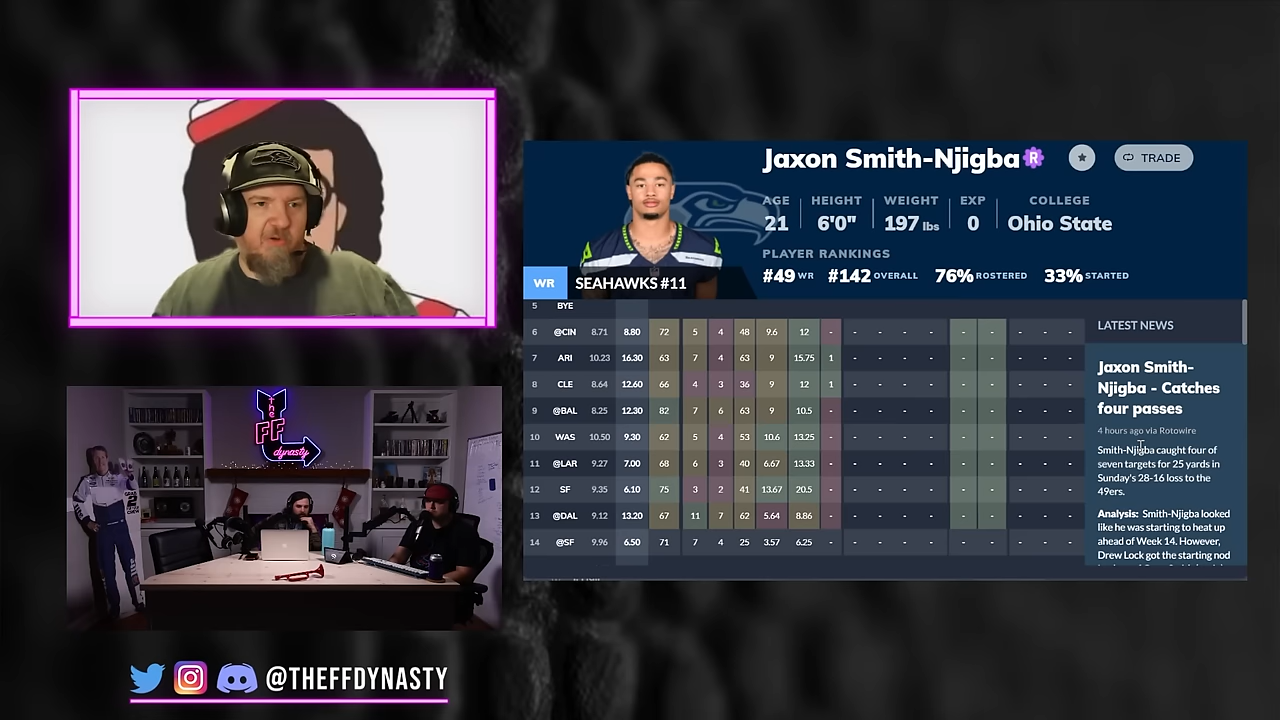 Jaxon Smith-Njigba R
TRADE
AGE HEIGHT WEIGHT EXP COLLEGE
21 6'0" 197 lbs 0 Ohio State
PLAYER RANKINGS
#49 WR #142 OVERALL 76% ROSTERED 33% STARTED
WR SEAHAWKS #11
5 BYE
6 @CIN 8.71 8.80 72 5 4 48 9.6 12 - - - - - - - - - -
7 ARI 10.23 16.30 63 7 4 63 9 15.75 1 - - - - - - - - -
8 CLE 8.64 12.60 66 4 3 36 9 12 1 - - - - - - - - -
9 @BAL 8.25 12.30 82 7 6 63 9 10.5 - - - - - - - - - -
10 WAS 10.50 9.30 62 5 4 53 10.6 13.25 - - - - - - - - - -
11 @LAR 9.27 7.00 68 6 3 40 6.67 13.33 - - - - - - - - - -
12 SF 9.35 6.10 75 3 2 41 13.67 20.5 - - - - - - - - - -
13 @DAL 9.12 13.20 67 11 7 62 5.64 8.86 - - - - - - - - - -
14 @SF 9.96 6.50 71 7 4 25 3.57 6.25 - - - - - - - - - -
LATEST NEWS
Jaxon Smith-
Njigba - Catches
four passes
4 hours ago via Rotowire
Smith-Njigba caught four of
seven targets for 25 yards in
Sunday's 28-16 loss to the
49ers.
Analysis: Smith-Njigba looked
like he was starting to heat up
ahead of Week 14. However,
Drew Lock got the starting nod
the
FF
dynasty
@THEFFDYNASTY